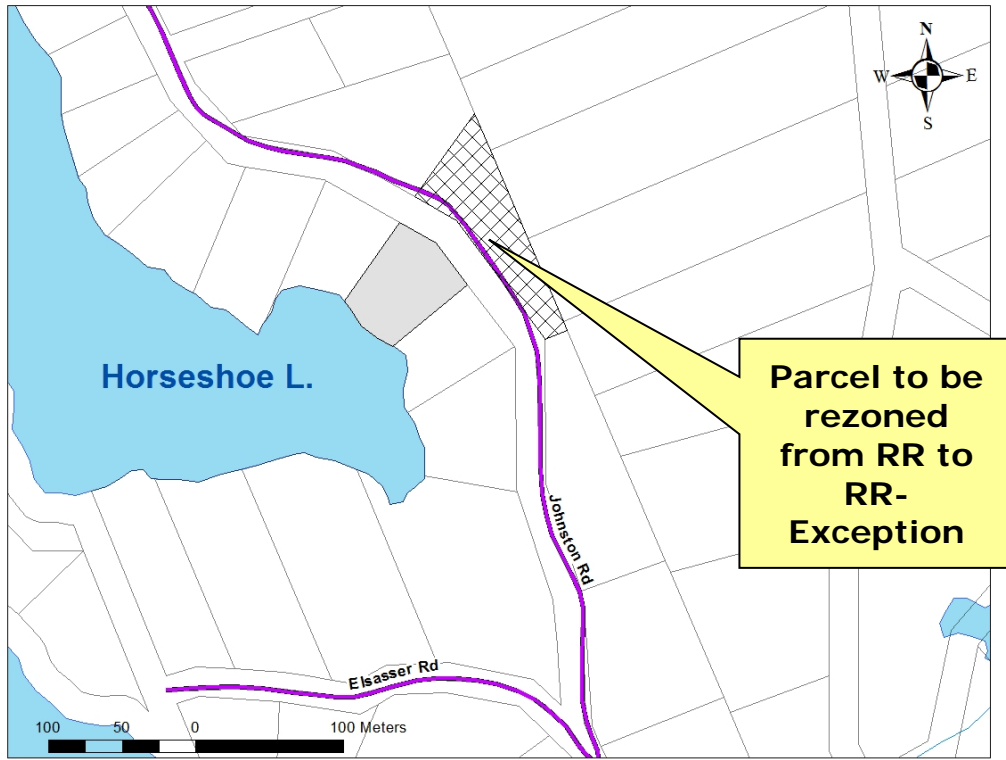 N
W E
S
Horseshoe L.
Parcel to be
rezoned
from RR to
RR-
Exception
Johnston Rd
Elsasser Rd
100 50 0 100 Meters